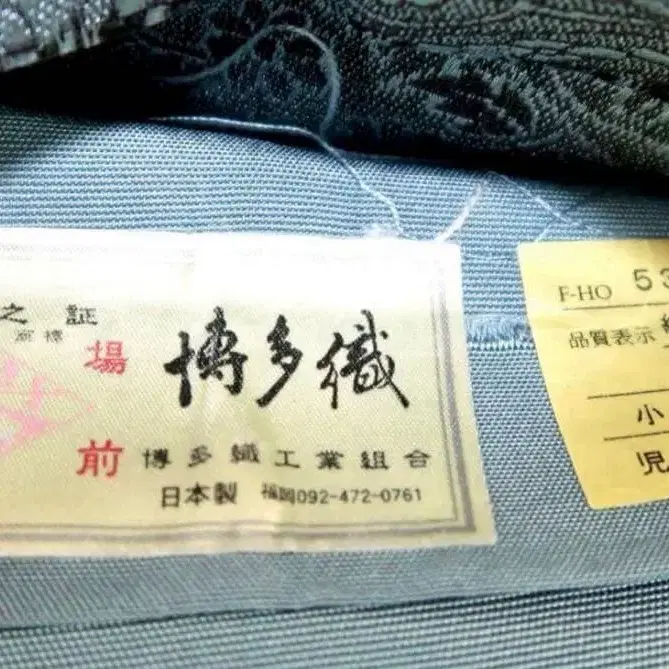 之証
商標
場
前
博多織
博多織工業組合
日本製 福岡092-472-0761
F-HO 53
品質表示
小
児